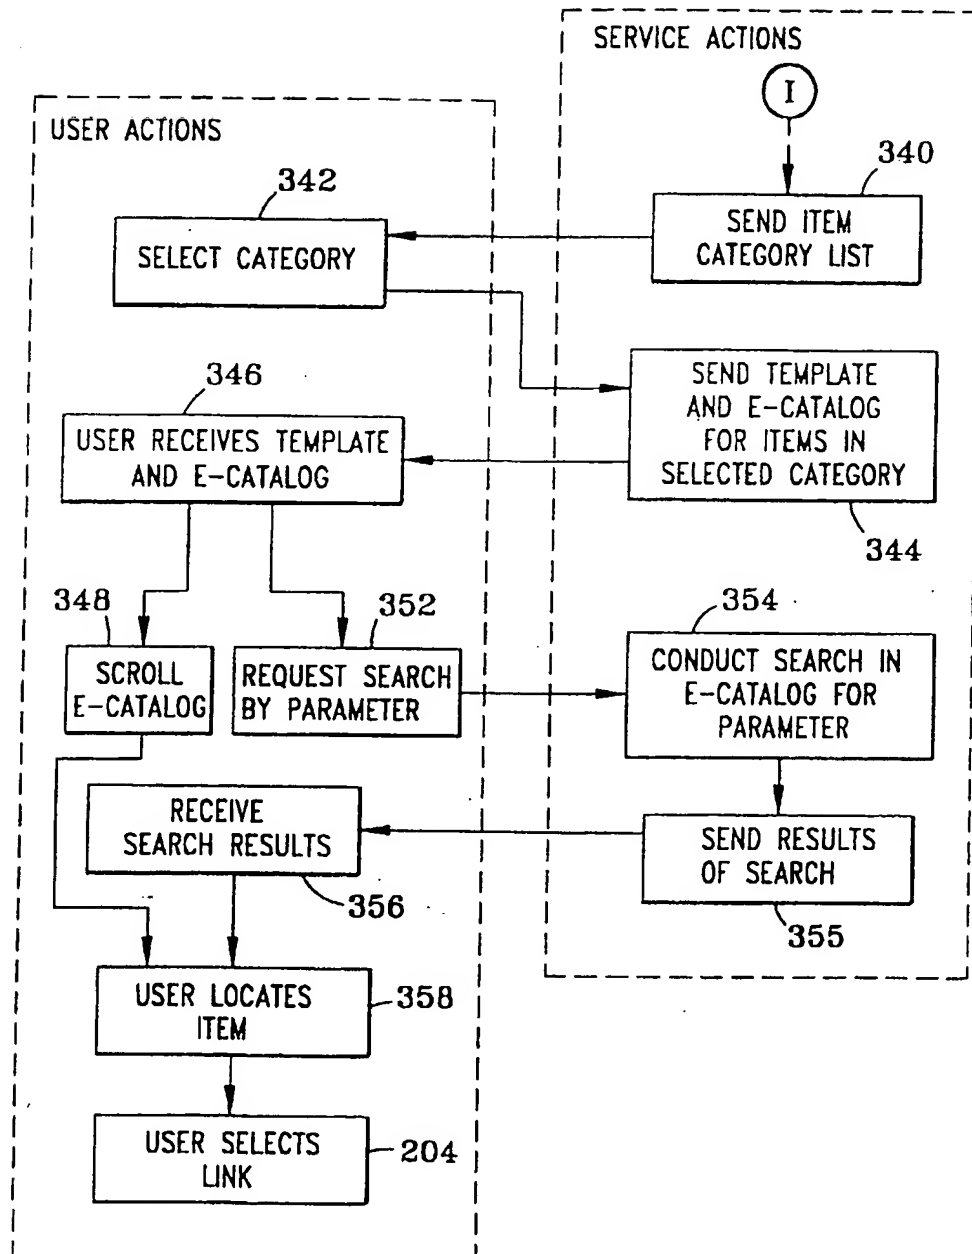 SERVICE ACTIONS
I
USER ACTIONS
340
342
SEND ITEM
CATEGORY LIST
SELECT CATEGORY
346
SEND TEMPLATE
AND E-CATALOG
FOR ITEMS IN
SELECTED CATEGORY
USER RECEIVES TEMPLATE
AND E-CATALOG
344
348
352
354
SCROLL
E-CATALOG
REQUEST SEARCH
BY PARAMETER
CONDUCT SEARCH IN
E-CATALOG FOR
PARAMETER
RECEIVE
SEARCH RESULTS
SEND RESULTS
OF SEARCH
356
355
USER LOCATES
ITEM
358
USER SELECTS
LINK
204